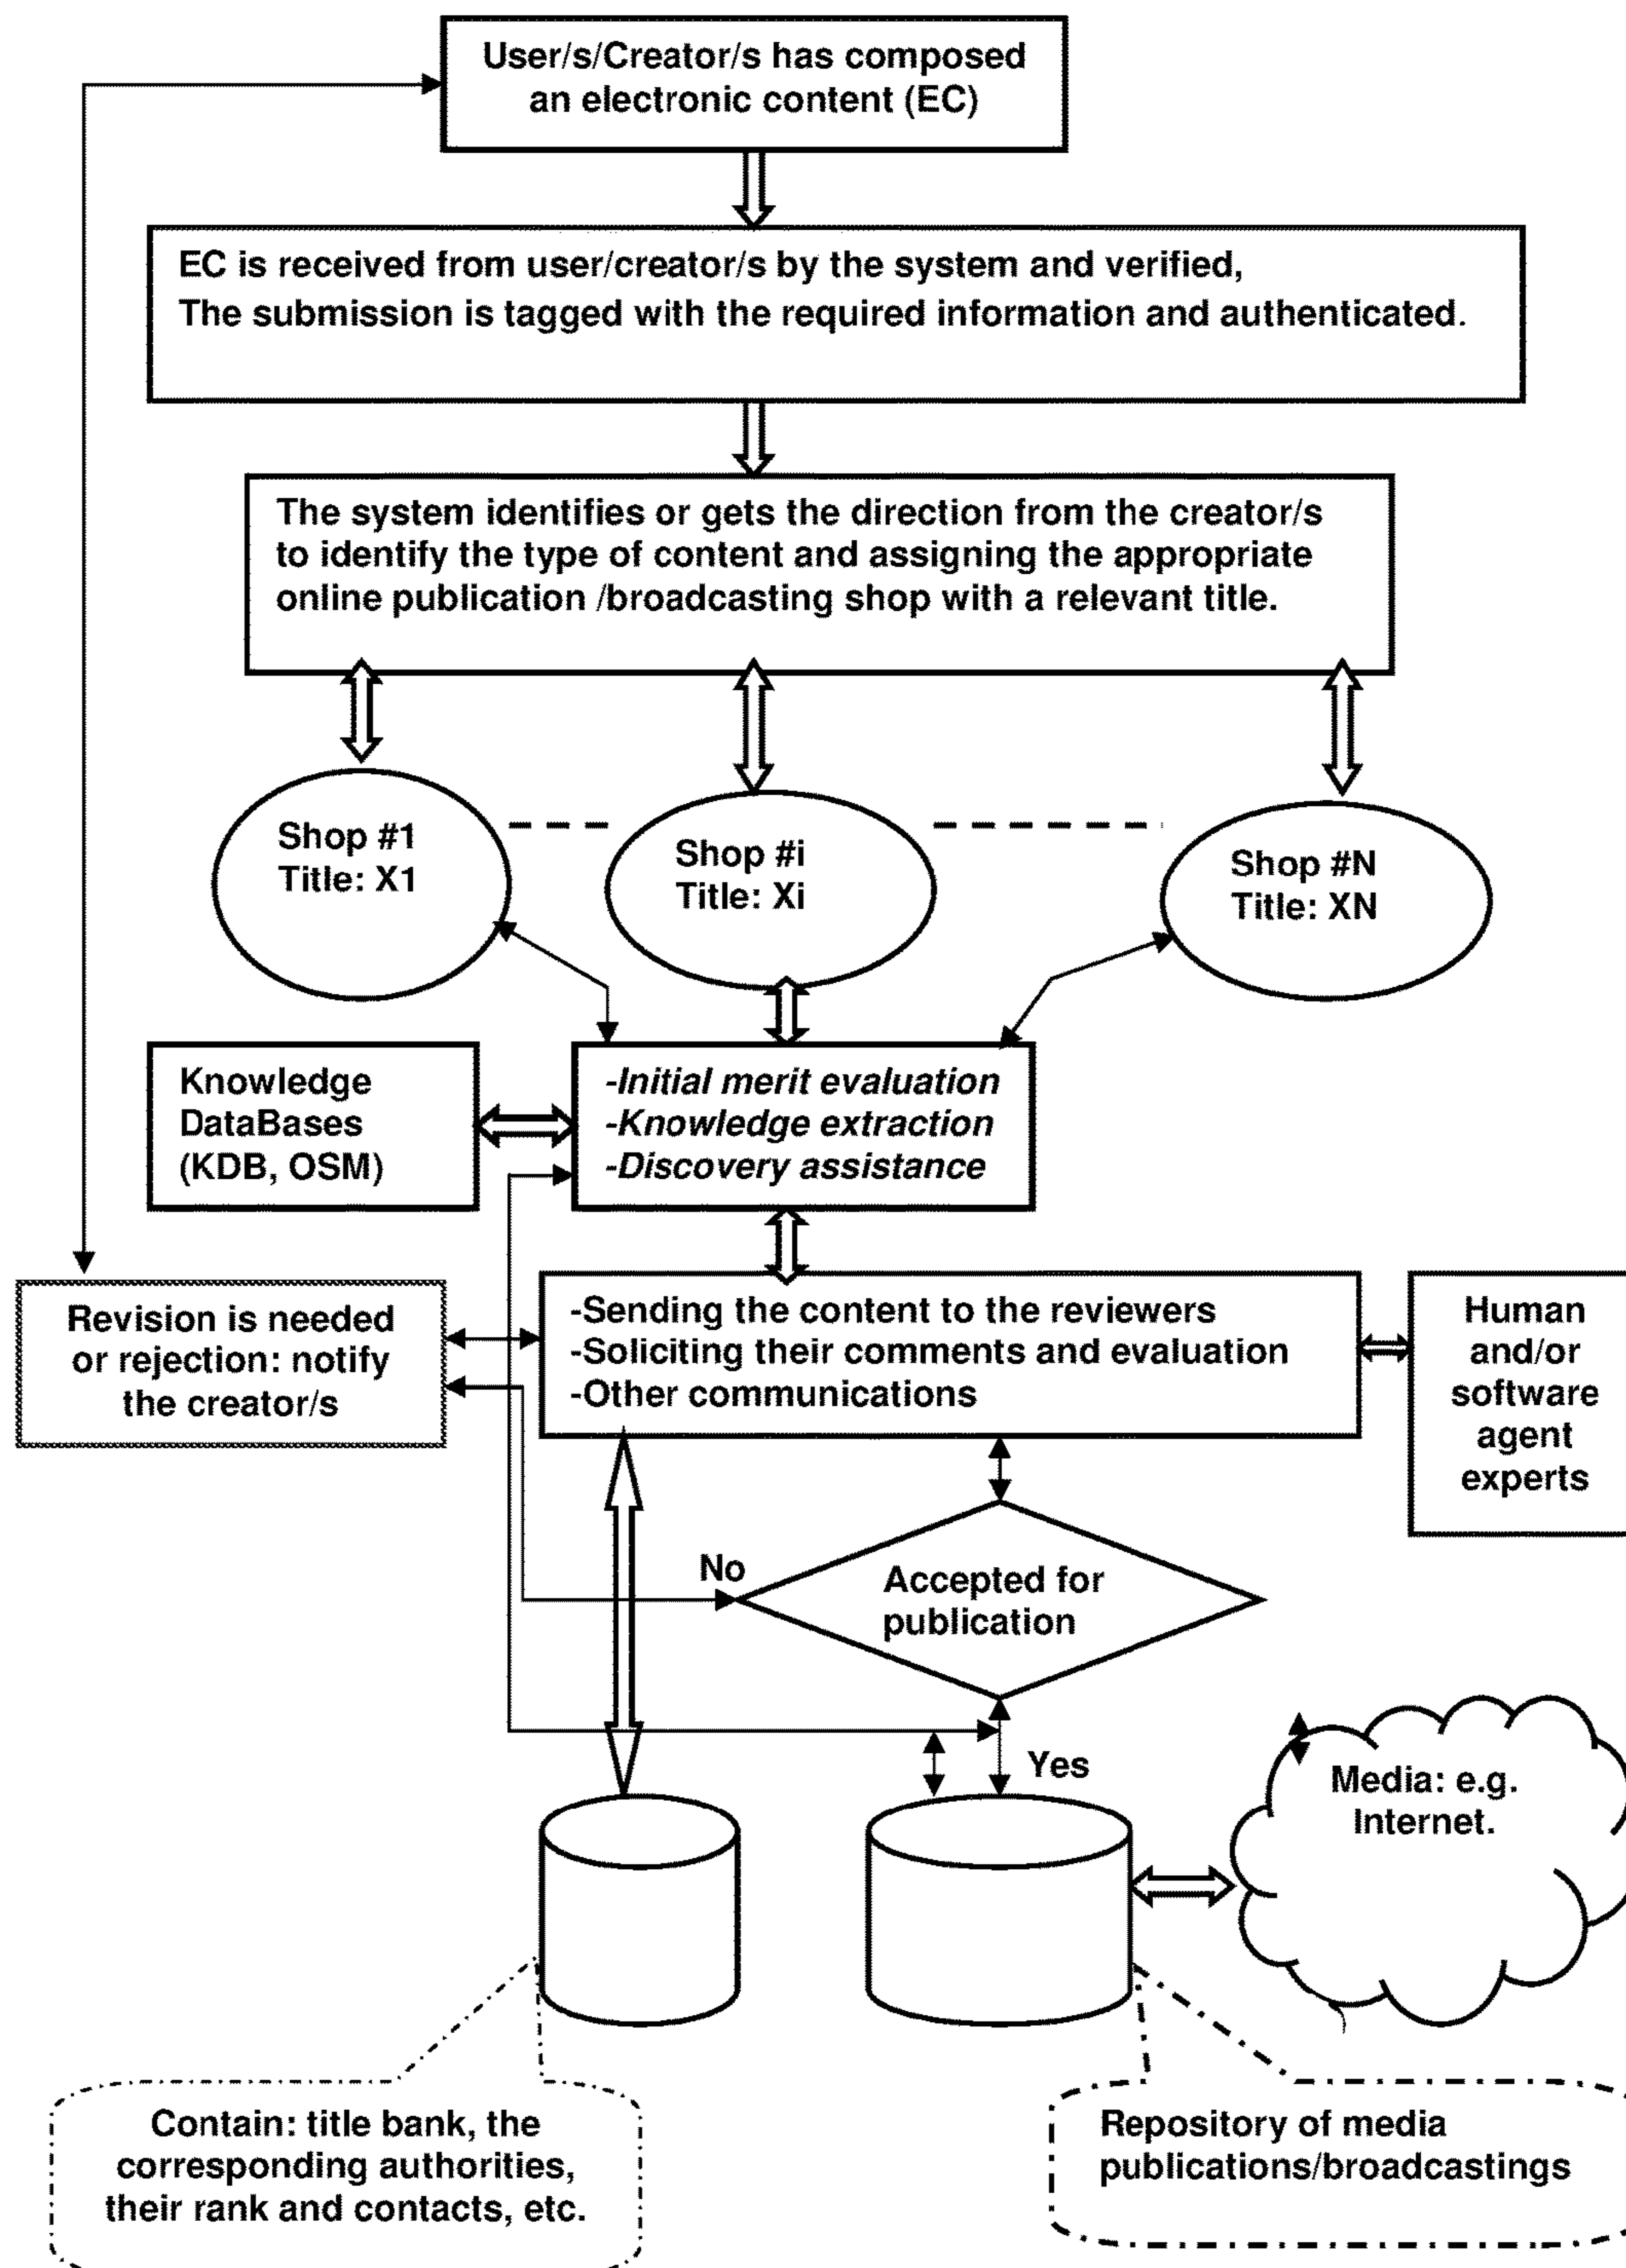 User/s/Creator/s has composed
an electronic content (EC)
EC is received from user/creator/s by the system and verified,
The submission is tagged with the required information and authenticated.
The system identifies or gets the direction from the creator/s
to identify the type of content and assigning the appropriate
online publication /broadcasting shop with a relevant title.
Shop #1
Title: X1
Shop #i
Title: Xi
Shop #N
Title: XN
Knowledge
DataBases
(KDB, OSM)
-Initial merit evaluation
-Knowledge extraction
-Discovery assistance
Revision is needed
or rejection: notify
the creator/s
-Sending the content to the reviewers
-Soliciting their comments and evaluation
-Other communications
Human
and/or
software
agent
experts
No
Accepted for
publication
Yes
Media: e.g.
Internet.
Contain: title bank, the
corresponding authorities,
their rank and contacts, etc.
Repository of media
publications/broadcastings